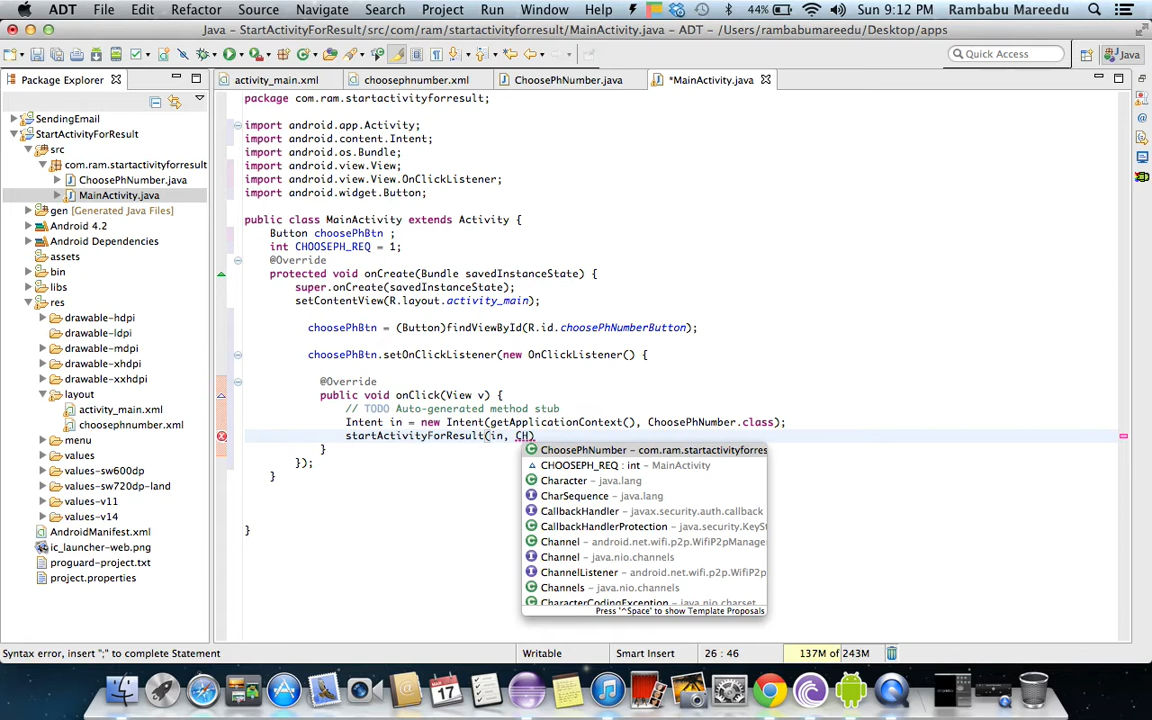 ADT File Edit Refactor Source Navigate Search Project Run Window Help 44% Sun 9:12 PM Rambabu Mareedu
Java - StartActivityForResult/src/com/ram/startactivityforresult/MainActivity.java - ADT - /Users/rambabumareedu/Desktop/apps
Quick Access Java
Package Explorer activity_main.xml choosephnumber.xml ChoosePhNumber.java *MainActivity.java
SendingEmail
StartActivityForResult
src
com.ram.startactivityforresult
ChoosePhNumber.java
MainActivity.java
gen [Generated Java Files]
Android 4.2
Android Dependencies
assets
bin
libs
res
drawable-hdpi
drawable-ldpi
drawable-mdpi
drawable-xhdpi
drawable-xxhdpi
layout
activity_main.xml
choosephnumber.xml
menu
values
values-sw600dp
values-sw720dp-land
values-v11
values-v14
AndroidManifest.xml
ic_launcher-web.png
proguard-project.txt
project.properties
package com.ram.startactivityforresult;
import android.app.Activity;
import android.content.Intent;
import android.os.Bundle;
import android.view.View;
import android.view.View.OnClickListener;
import android.widget.Button;
public class MainActivity extends Activity {
Button choosePhBtn ;
int CHOOSEPH_REQ = 1;
@Override
protected void onCreate(Bundle savedInstanceState) {
super.onCreate(savedInstanceState);
setContentView(R.layout.activity_main);
choosePhBtn = (Button)findViewById(R.id.choosePhNumberButton);
choosePhBtn.setOnClickListener(new OnClickListener() {
@Override
public void onClick(View v) {
// TODO Auto-generated method stub
Intent in = new Intent(getApplicationContext(), ChoosePhNumber.class);
startActivityForResult(in, CH)
}
});
}
}
ChoosePhNumber - com.ram.startactivityforres
CHOOSEPH_REQ : int - MainActivity
Character - java.lang
CharSequence - java.lang
CallbackHandler - javax.security.auth.callback
CallbackHandlerProtection - java.security.KeySt
Channel - android.net.wifi.p2p.WifiP2pManage
Channel - java.nio.channels
ChannelListener - android.net.wifi.p2p.WifiP2p
Channels - java.nio.channels
CharacterCodingException - java.nio.charset
Press '^Space' to show Template Proposals
Syntax error, insert ";" to complete Statement Writable Smart Insert 26 : 46 137M of 243M
MAR
17